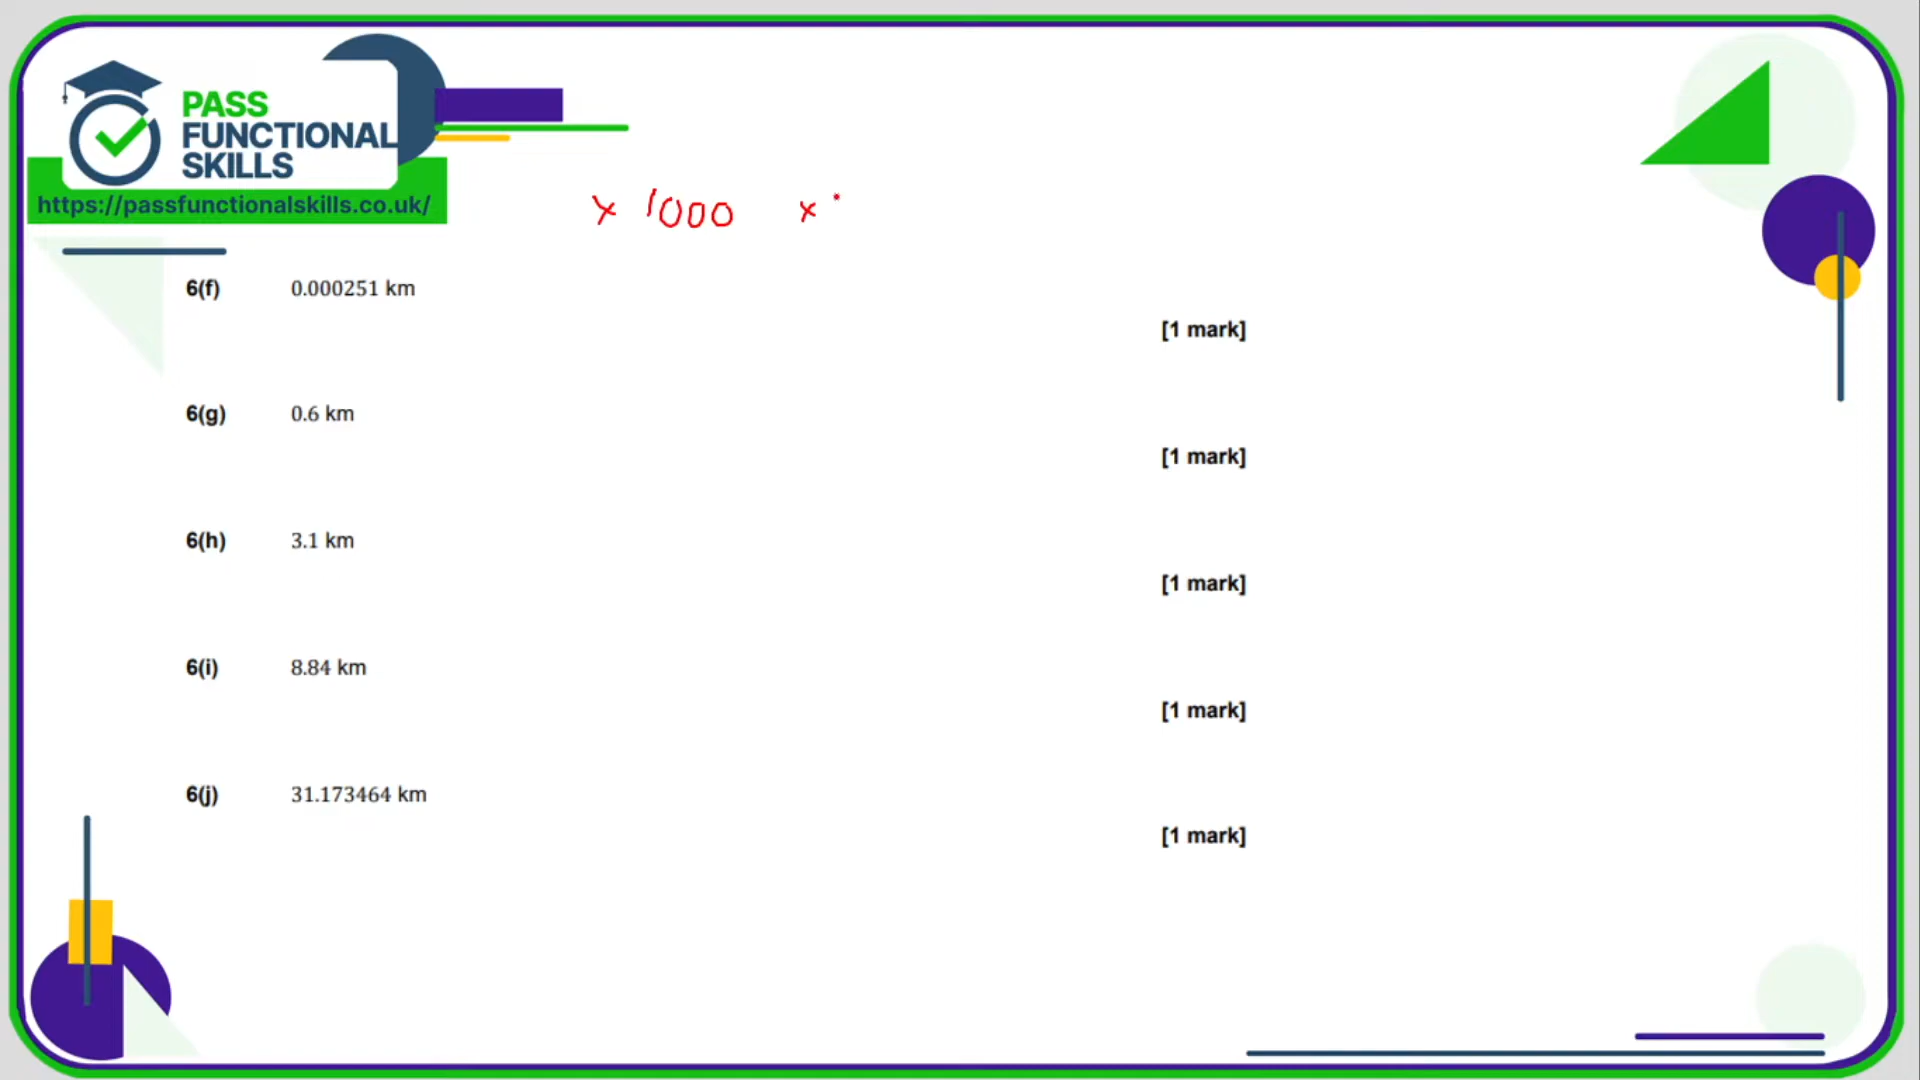 PASS
FUNCTIONAL
SKILLS
https://passfunctionalskills.co.uk/
× 1000 ×
6(f) 0.000251 km
[1 mark]
6(g) 0.6 km
[1 mark]
6(h) 3.1 km
[1 mark]
6(i) 8.84 km
[1 mark]
6(j) 31.173464 km
[1 mark]